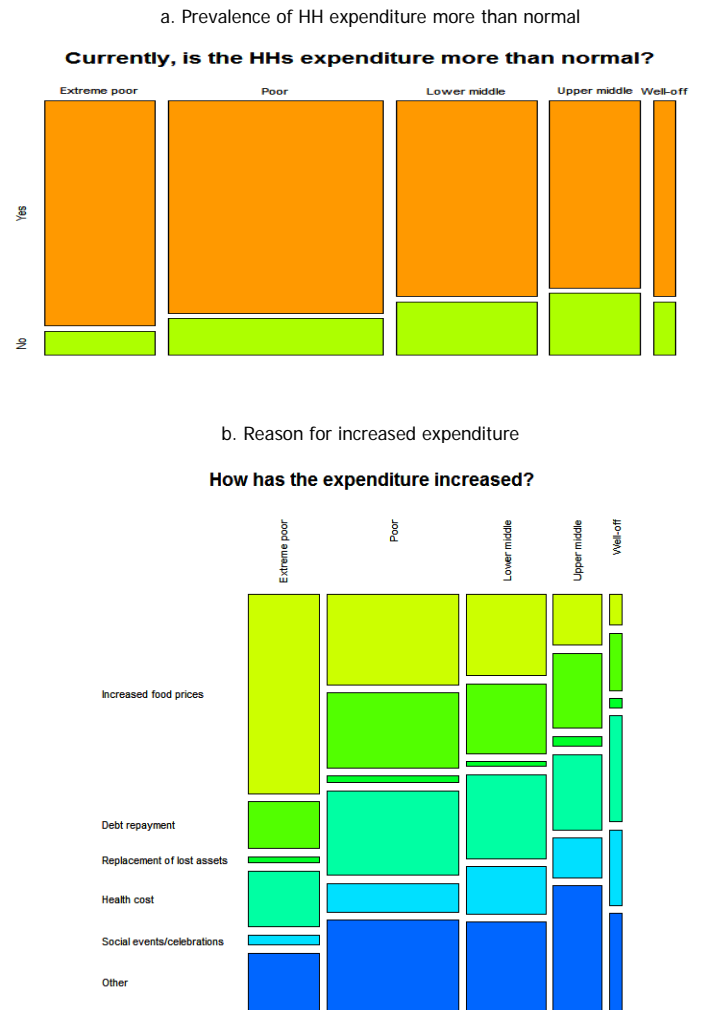 a. Prevalence of HH expenditure more than normal
Currently, is the HHs expenditure more than normal?
Extreme poor
Poor
Lower middle
Upper middle
Well-off
Yes
No
b. Reason for increased expenditure
How has the expenditure increased?
Extreme poor
Poor
Lower middle
Upper middle
Well-off
Increased food prices
Debt repayment
Replacement of lost assets
Health cost
Social events/celebrations
Other